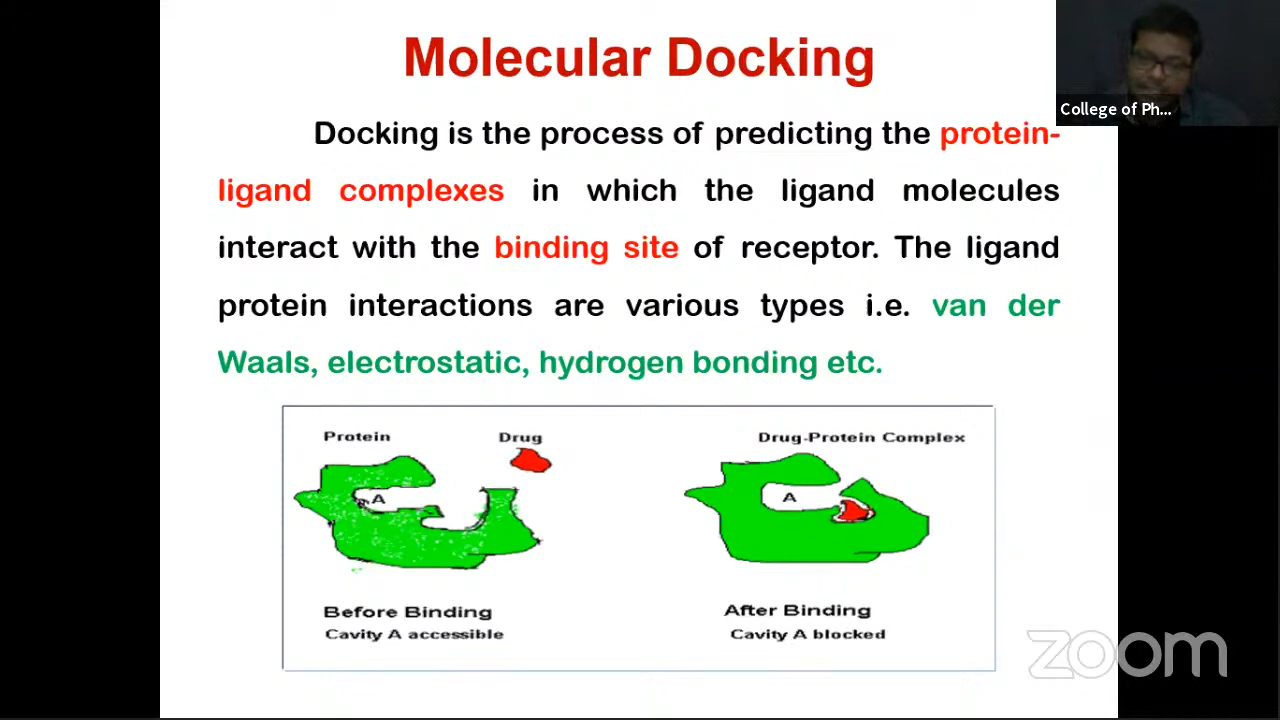 Molecular Docking
College of Ph...
Docking is the process of predicting the protein-
ligand complexes in which the ligand molecules
interact with the binding site of receptor. The ligand
protein interactions are various types i.e. van der
Waals, electrostatic, hydrogen bonding etc.
Protein
Drug
Drug-Protein Complex
A
A
Before Binding
Cavity A accessible
After Binding
Cavity A blocked
zoom